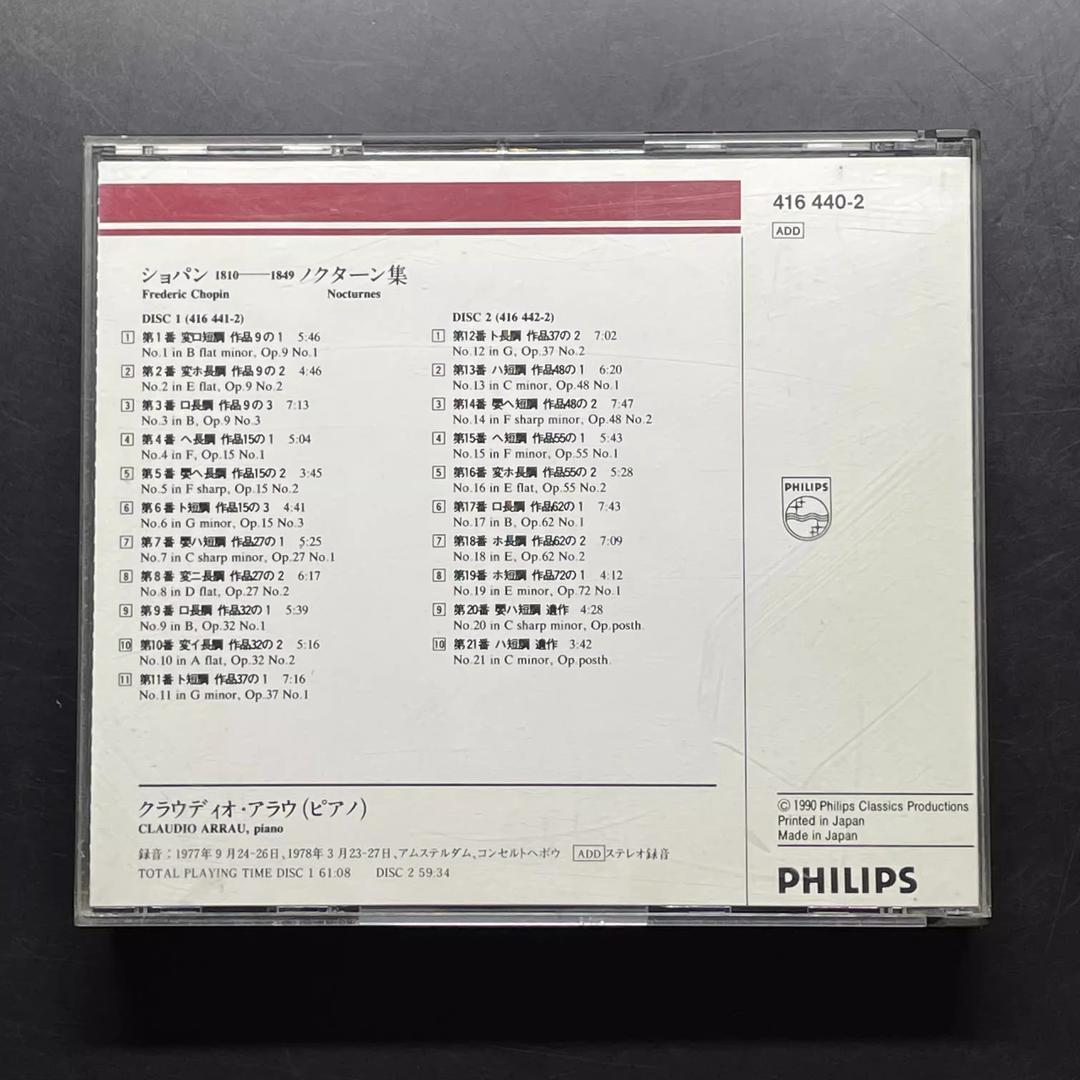 416 440-2
ADD
ショパン 1810——1849 ノクターン集
Frederic Chopin Nocturnes
DISC 1 (416 441-2)
1 第1番 変ロ短調 作品9の1 5:46
No.1 in B flat minor, Op.9 No.1
2 第2番 変ホ長調 作品9の2 4:46
No.2 in E flat, Op.9 No.2
3 第3番 ロ長調 作品9の3 7:13
No.3 in B, Op.9 No.3
4 第4番 ヘ長調 作品15の1 5:04
No.4 in F, Op.15 No.1
5 第5番 嬰ヘ長調 作品15の2 3:45
No.5 in F sharp, Op.15 No.2
6 第6番 ト短調 作品15の3 4:41
No.6 in G minor, Op.15 No.3
7 第7番 嬰ハ短調 作品27の1 5:25
No.7 in C sharp minor, Op.27 No.1
8 第8番 変ニ長調 作品27の2 6:17
No.8 in D flat, Op.27 No.2
9 第9番 ロ長調 作品32の1 5:39
No.9 in B, Op.32 No.1
10 第10番 変イ長調 作品32の2 5:16
No.10 in A flat, Op.32 No.2
11 第11番 ト短調 作品37の1 7:16
No.11 in G minor, Op.37 No.1
DISC 2 (416 442-2)
1 第12番 ト長調 作品37の2 7:02
No.12 in G, Op.37 No.2
2 第13番 ハ短調 作品48の1 6:20
No.13 in C minor, Op.48 No.1
3 第14番 嬰ヘ短調 作品48の2 7:47
No.14 in F sharp minor, Op.48 No.2
4 第15番 ヘ短調 作品55の1 5:43
No.15 in F minor, Op.55 No.1
5 第16番 変ホ長調 作品55の2 5:28
No.16 in E flat, Op.55 No.2
6 第17番 ロ長調 作品62の1 7:43
No.17 in B, Op.62 No.1
7 第18番 ホ長調 作品62の2 7:09
No.18 in E, Op.62 No.2
8 第19番 ホ短調 作品72の1 4:12
No.19 in E minor, Op.72 No.1
9 第20番 嬰ハ短調 遺作 4:28
No.20 in C sharp minor, Op.posth.
10 第21番 ハ短調 遺作 3:42
No.21 in C minor, Op.posth.
PHILIPS
クラウディオ・アラウ(ピアノ)
CLAUDIO ARRAU, piano
録音:1977年9月24-26日、1978年3月23-27日、アムステルダム、コンセルトヘボウ ADD ステレオ録音
TOTAL PLAYING TIME DISC 1 61:08 DISC 2 59:34
© 1990 Philips Classics Productions
Printed in Japan
Made in Japan
PHILIPS